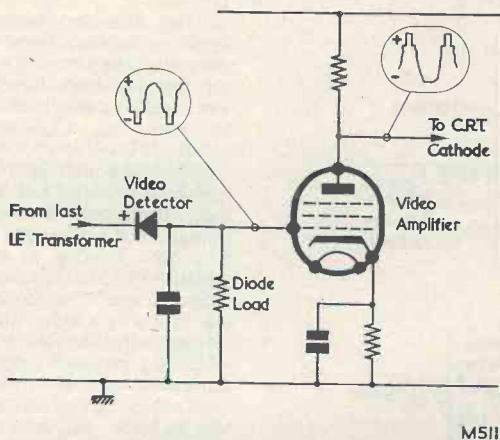 +
-
+
-
To C.R.T.
Cathode
Video
Detector
From last
I.F. Transformer
+
Video
Amplifier
Diode
Load
M511